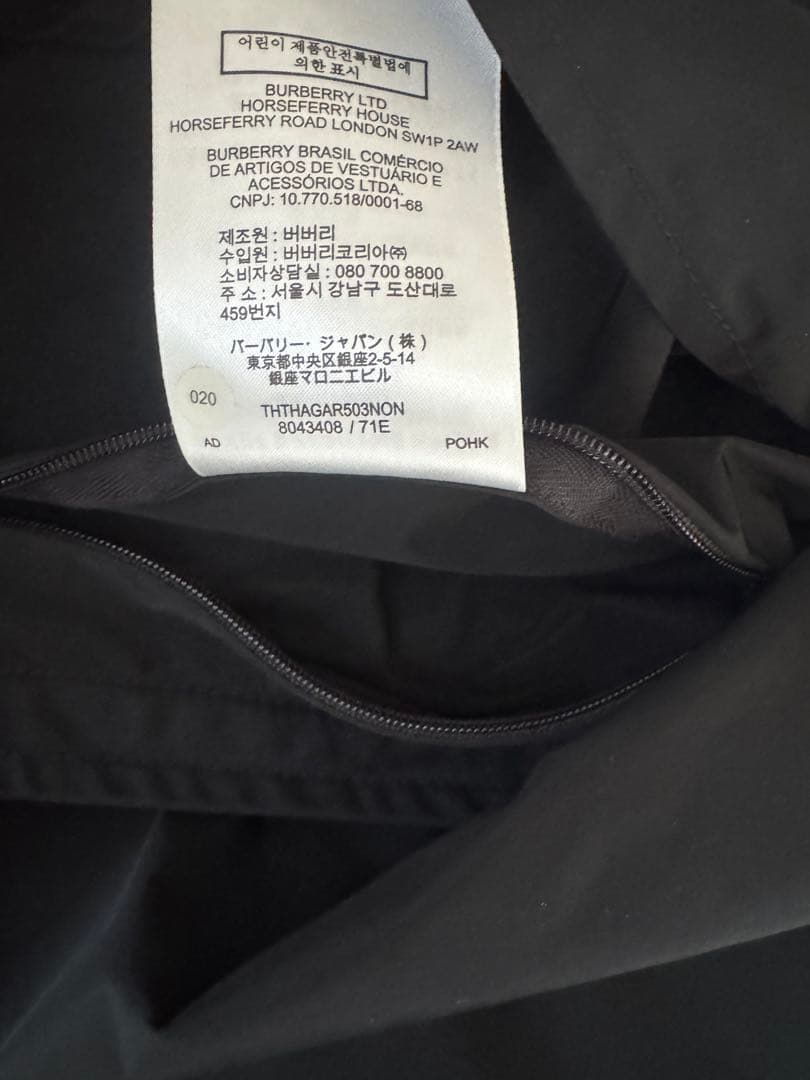 어린이 제품안전특별법에
의한 표시
BURBERRY LTD
HORSEFERRY HOUSE
HORSEFERRY ROAD LONDON SW1P 2AW
BURBERRY BRASIL COMÉRCIO
DE ARTIGOS DE VESTUÁRIO E
ACESSÓRIOS LTDA.
CNPJ: 10.770.518/0001-68
제조원 : 버버리
수입원 : 버버리코리아㈜
소비자상담실 : 080 700 8800
주 소 : 서울시 강남구 도산대로
459번지
バーバリー・ジャパン ( 株 )
東京都中央区銀座2-5-14
銀座マロニエビル
020
THTHAGAR503NON
8043408 / 71E
AD
POHK